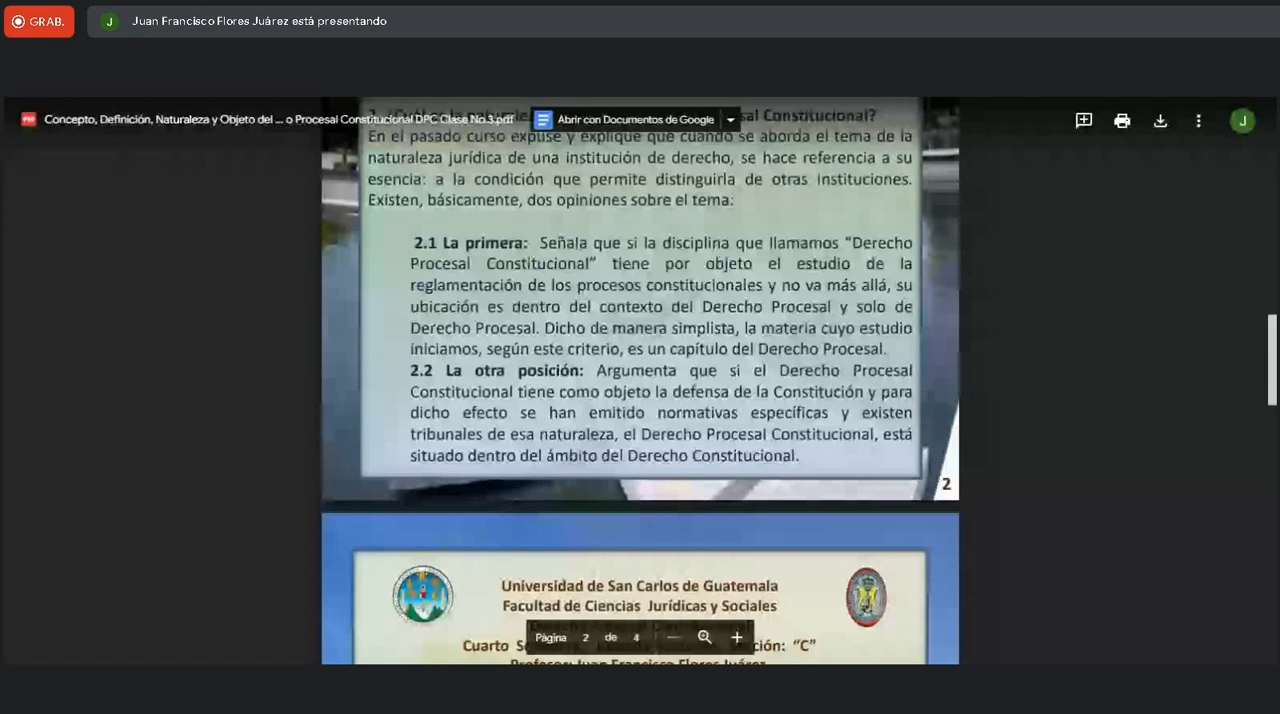 GRAB.
J
Juan Francisco Flores Juárez está presentando
PDF
Concepto, Definición, Naturaleza y Objeto del ... o Procesal Constitucional DPC Clase No.3.pdf
Abrir con Documentos de Google
J
sal Constitucional?
En el pasado curso expuse y explique que cuando se aborda el tema de la
naturaleza jurídica de una institución de derecho, se hace referencia a su
esencia: a la condición que permite distinguirla de otras instituciones.
Existen, básicamente, dos opiniones sobre el tema:
2.1 La primera: Señala que si la disciplina que llamamos “Derecho
Procesal Constitucional” tiene por objeto el estudio de la
reglamentación de los procesos constitucionales y no va más allá, su
ubicación es dentro del contexto del Derecho Procesal y solo de
Derecho Procesal. Dicho de manera simplista, la materia cuyo estudio
iniciamos, según este criterio, es un capítulo del Derecho Procesal.
2.2 La otra posición: Argumenta que si el Derecho Procesal
Constitucional tiene como objeto la defensa de la Constitución y para
dicho efecto se han emitido normativas específicas y existen
tribunales de esa naturaleza, el Derecho Procesal Constitucional, está
situado dentro del ámbito del Derecho Constitucional.
2
Universidad de San Carlos de Guatemala
Facultad de Ciencias Jurídicas y Sociales
Cuarto ción: “C”
Profesor: Juan Francisco Flores Juárez
Página 2 de 4